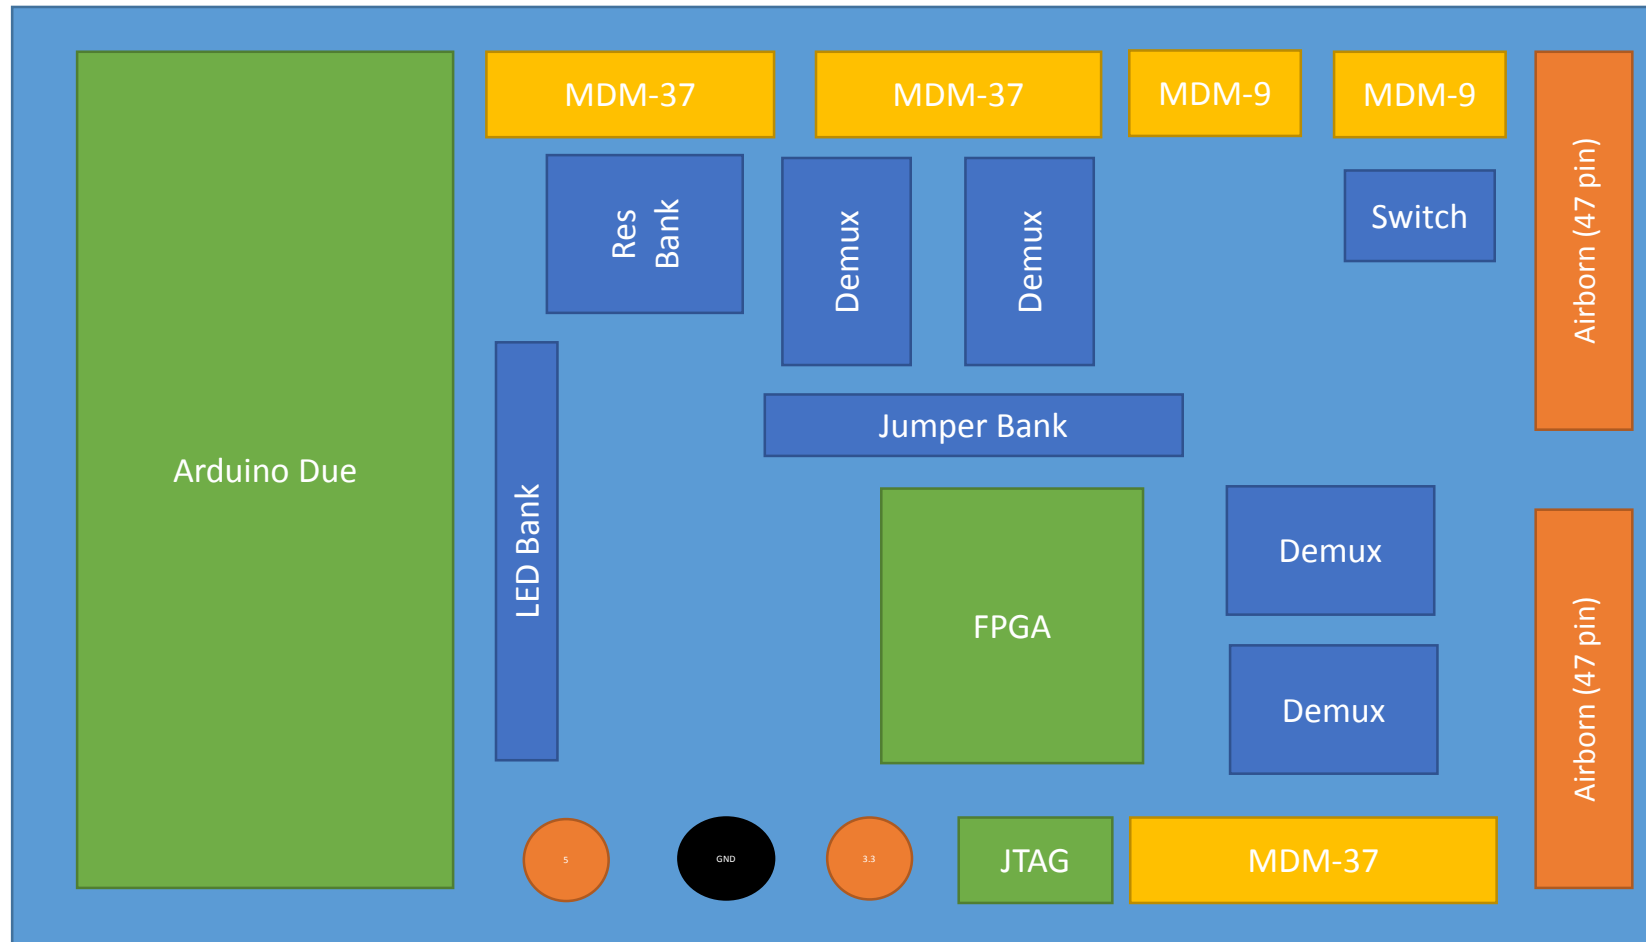 MDM-37
MDM-37
MDM-9
MDM-9
Airborn (47 pin)
Res
Bank
Demux
Demux
Switch
Jumper Bank
Arduino Due
LED Bank
FPGA
Demux
Demux
Airborn (47 pin)
5
GND
3.3
JTAG
MDM-37